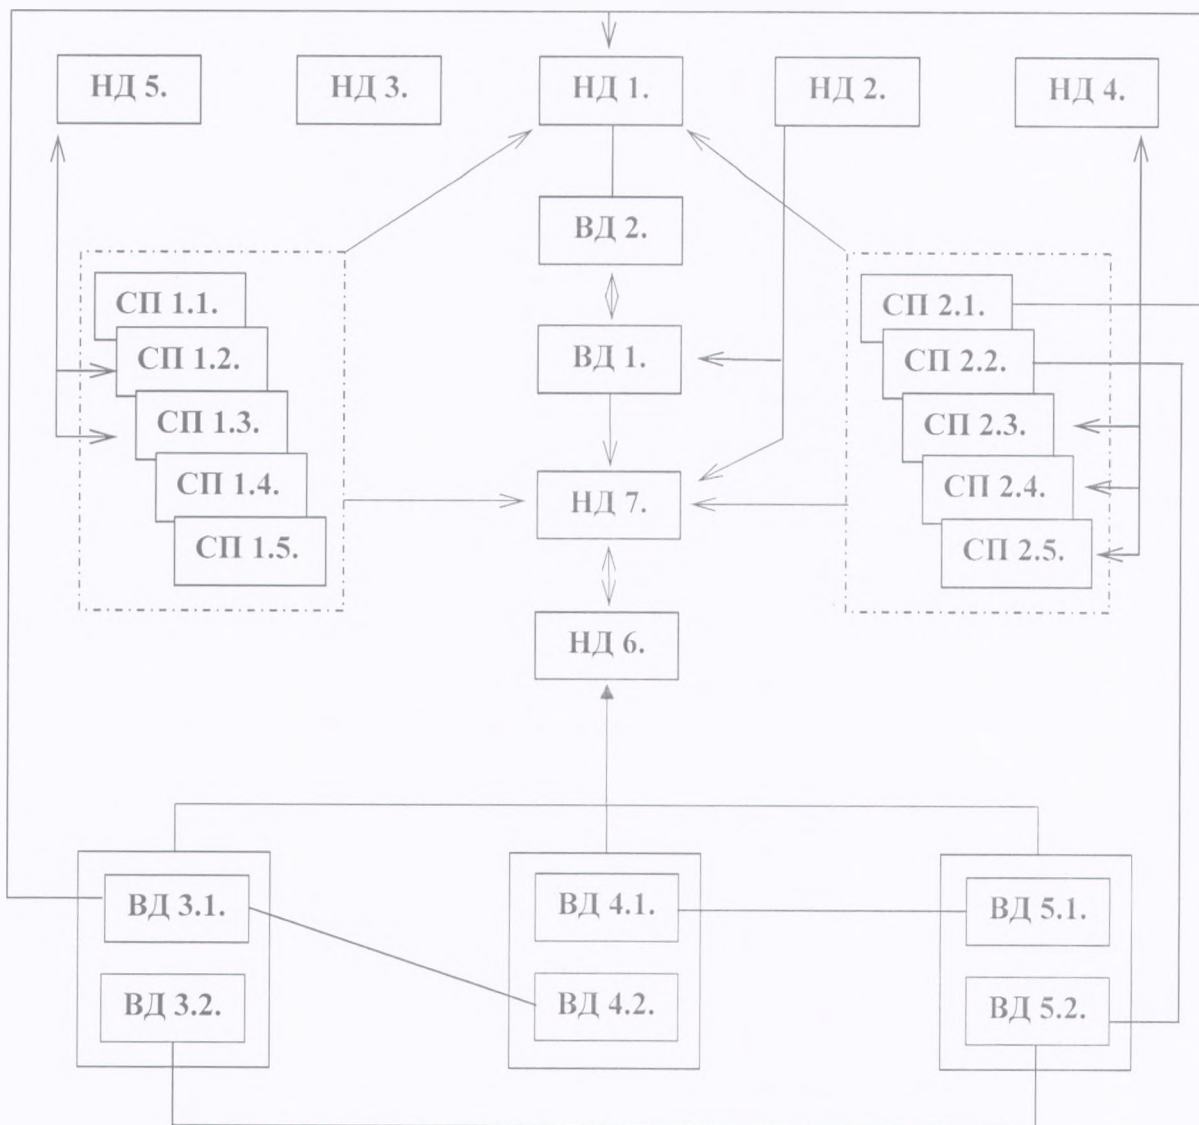 НД 5.
НД 3.
НД 1.
НД 2.
НД 4.
ВД 2.
СП 1.1.
СП 2.1.
СП 1.2.
ВД 1.
СП 2.2.
СП 1.3.
СП 2.3.
СП 1.4.
НД 7.
СП 2.4.
СП 1.5.
СП 2.5.
НД 6.
ВД 3.1.
ВД 4.1.
ВД 5.1.
ВД 3.2.
ВД 4.2.
ВД 5.2.